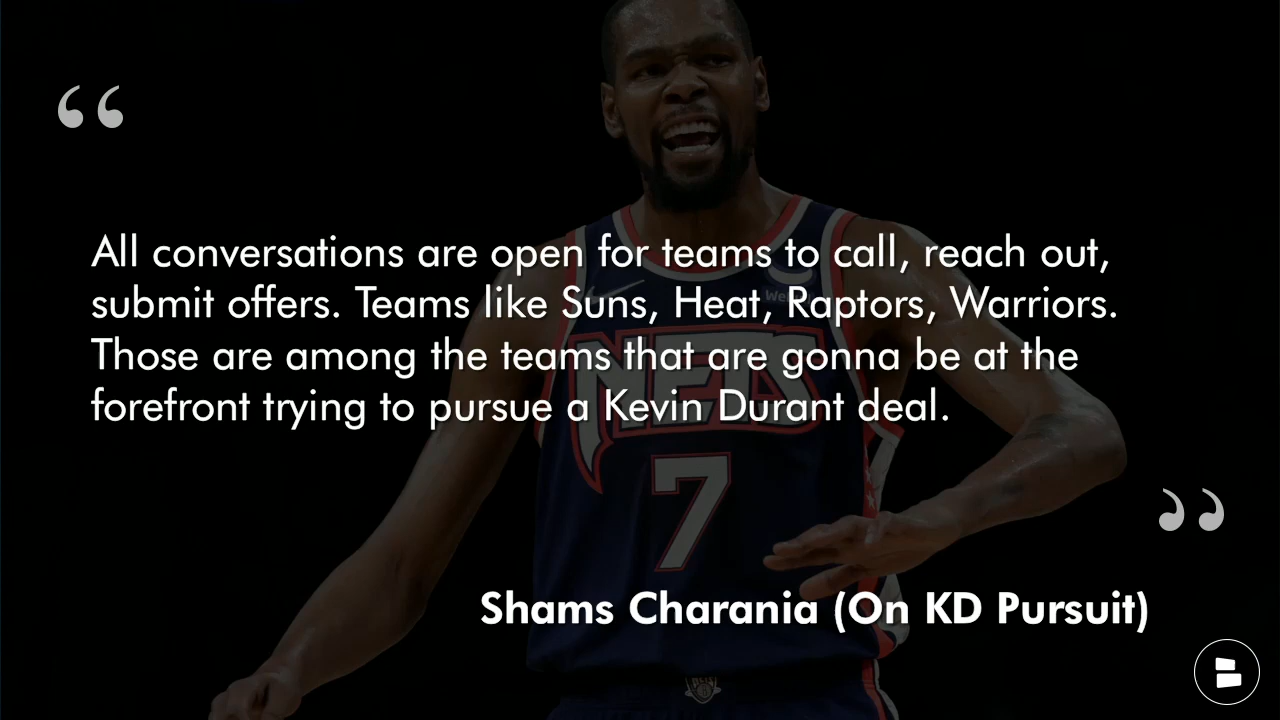 “
All conversations are open for teams to call, reach out,
submit offers. Teams like Suns, Heat, Raptors, Warriors.
Those are among the teams that are gonna be at the
forefront trying to pursue a Kevin Durant deal.
”
NETS
7
Shams Charania (On KD Pursuit)